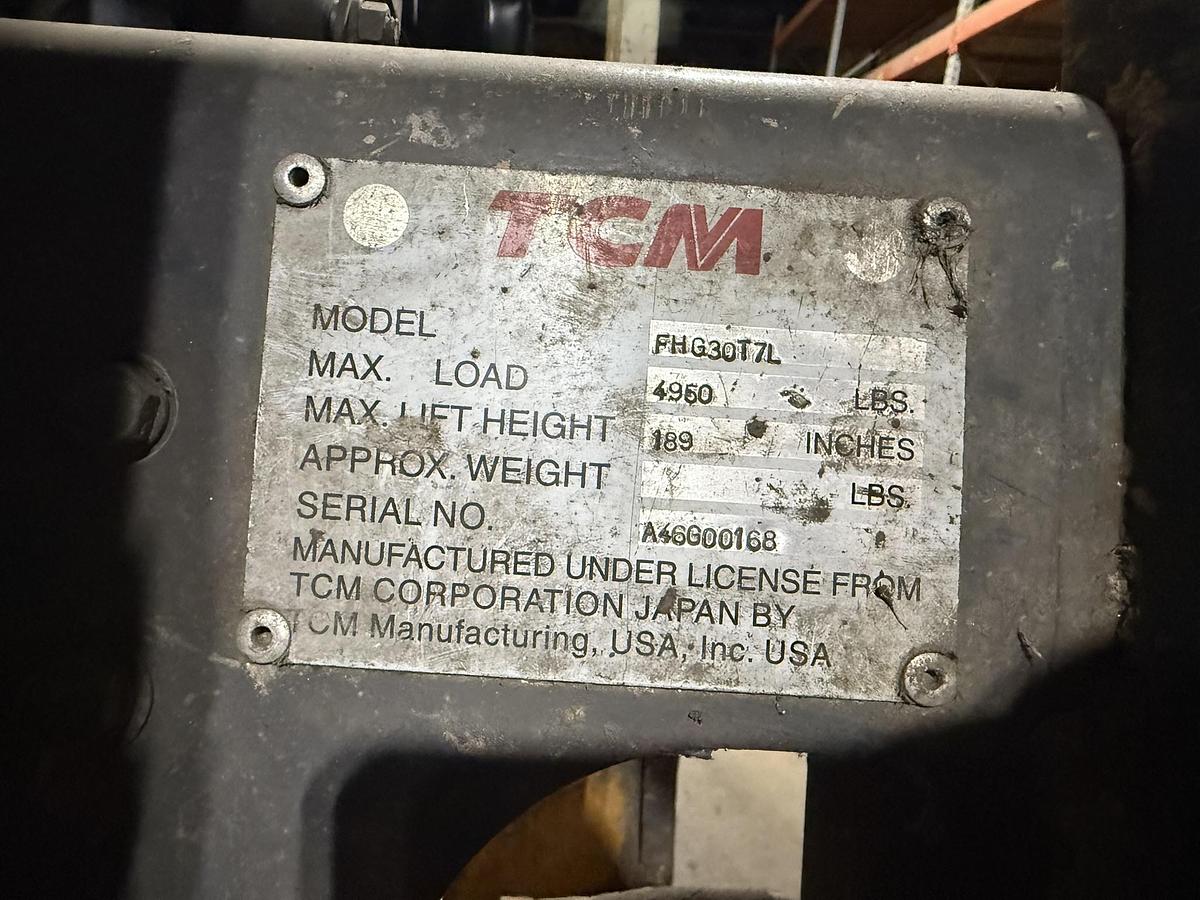 TCM
MODEL FHG30T7L
MAX. LOAD 4950 LBS.
MAX. LIFT HEIGHT 189 INCHES
APPROX. WEIGHT LBS.
SERIAL NO. A46G00168
MANUFACTURED UNDER LICENSE FROM
TCM CORPORATION JAPAN BY
TCM Manufacturing, USA, Inc. USA